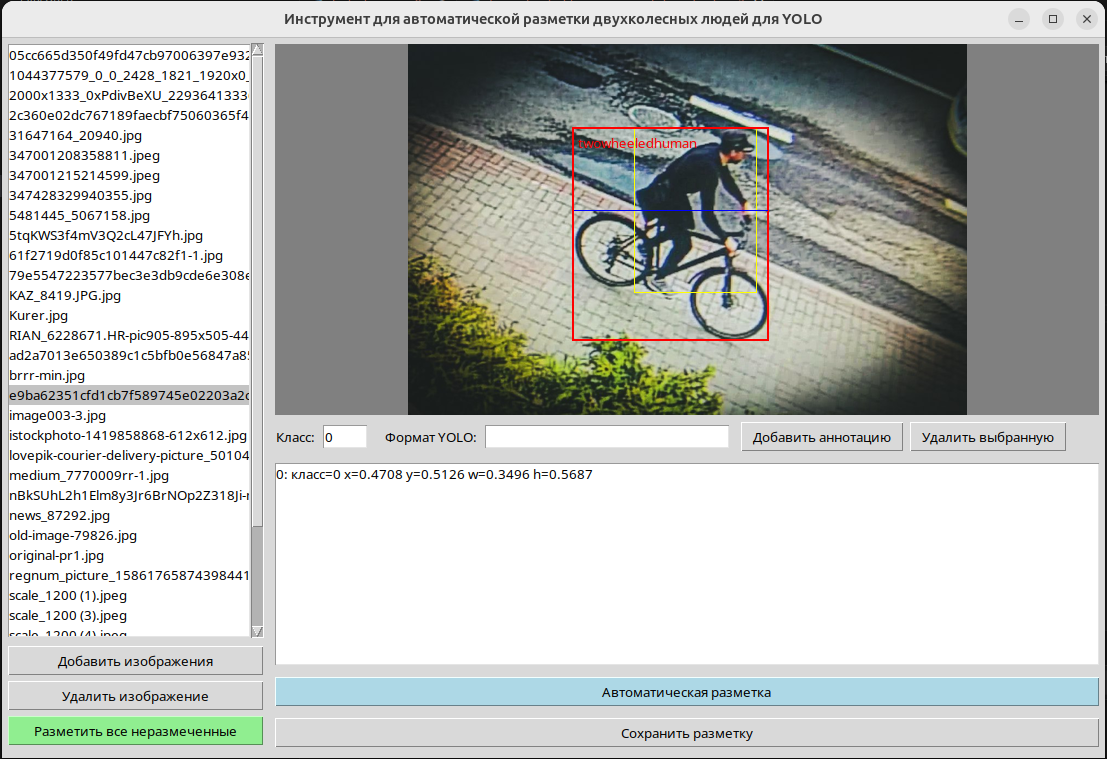 Инструмент для автоматической разметки двухколесных людей для YOLO
05cc665d350f49fd47cb97006397e932
1044377579_0_0_2428_1821_1920x0_
2000x1333_0xPdivBeXU_2293641333
2c360e02dc767189faecbf75060365f4
31647164_20940.jpg
347001208358811.jpeg
347001215214599.jpeg
347428329940355.jpg
5481445_5067158.jpg
5tqKWS3f4mV3Q2cL47JFYh.jpg
61f2719d0f85c101447c82f1-1.jpg
79e5547223577bec3e3db9cde6e308e
KAZ_8419.JPG.jpg
Kurer.jpg
RIAN_6228671.HR-pic905-895x505-44
ad2a7013e650389c1c5bfb0e56847a85
brrr-min.jpg
e9ba62351cfd1cb7f589745e02203a2c
image003-3.jpg
istockphoto-1419858868-612x612.jpg
lovepik-courier-delivery-picture_50104
medium_7770009rr-1.jpg
nBkSUhL2h1Elm8y3Jr6BrNOp2Z318Ji-r
news_87292.jpg
old-image-79826.jpg
original-pr1.jpg
regnum_picture_15861765874398441
scale_1200 (1).jpeg
scale_1200 (3).jpeg
scale_1200 (4).jpeg
Добавить изображения
Удалить изображение
Разметить все неразмеченные
Twowheeledhuman
Класс: 0 Формат YOLO: Добавить аннотацию Удалить выбранную
0: класс=0 x=0.4708 y=0.5126 w=0.3496 h=0.5687
Автоматическая разметка
Сохранить разметку